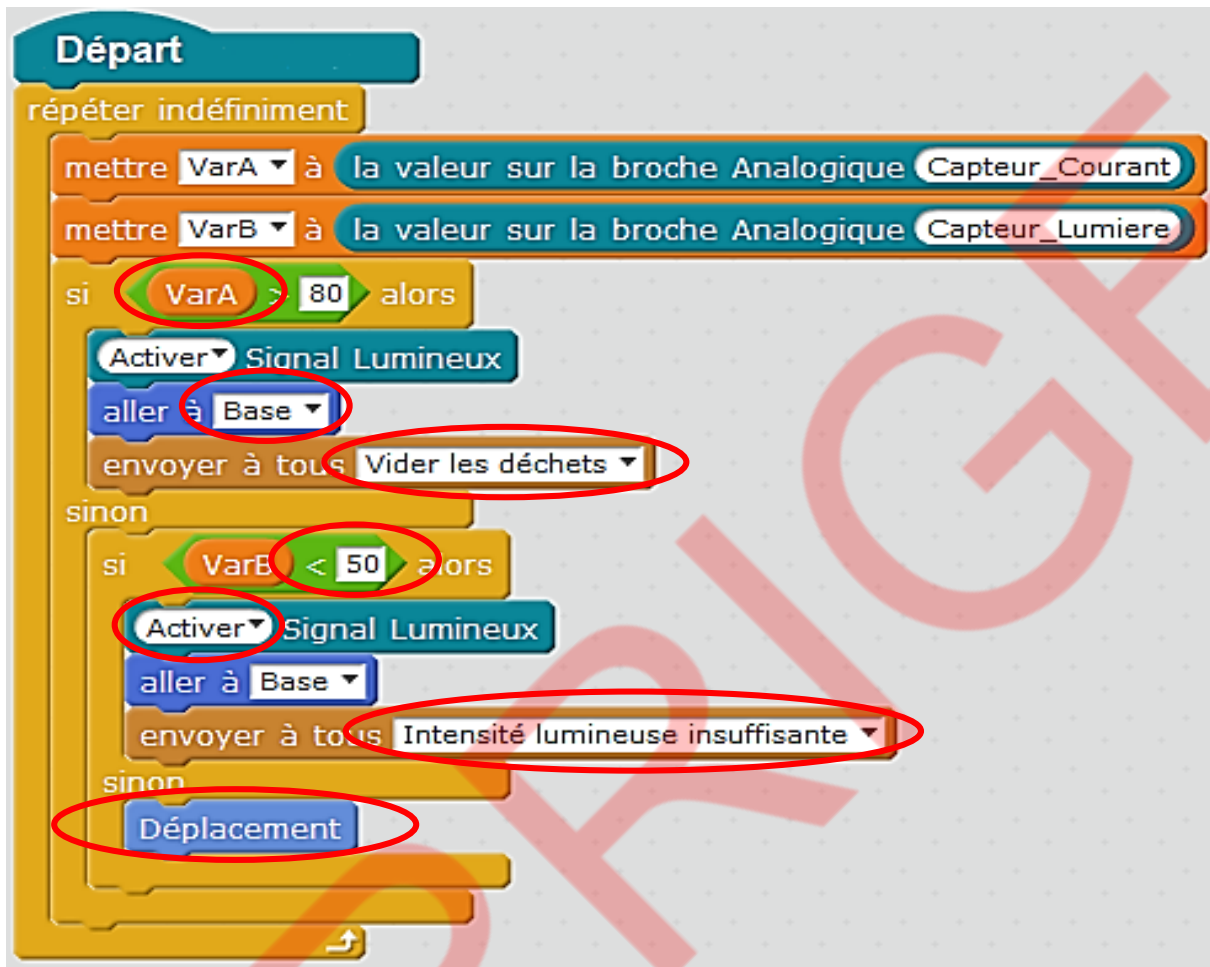 Départ
répéter indéfiniment
mettre VarA à la valeur sur la broche Analogique Capteur_Courant
mettre VarB à la valeur sur la broche Analogique Capteur_Lumiere
si VarA > 80 alors
Activer Signal Lumineux
aller à Base
envoyer à tous Vider les déchets
sinon
si VarB < 50 alors
Activer Signal Lumineux
aller à Base
envoyer à tous Intensité lumineuse insuffisante
sinon
Déplacement